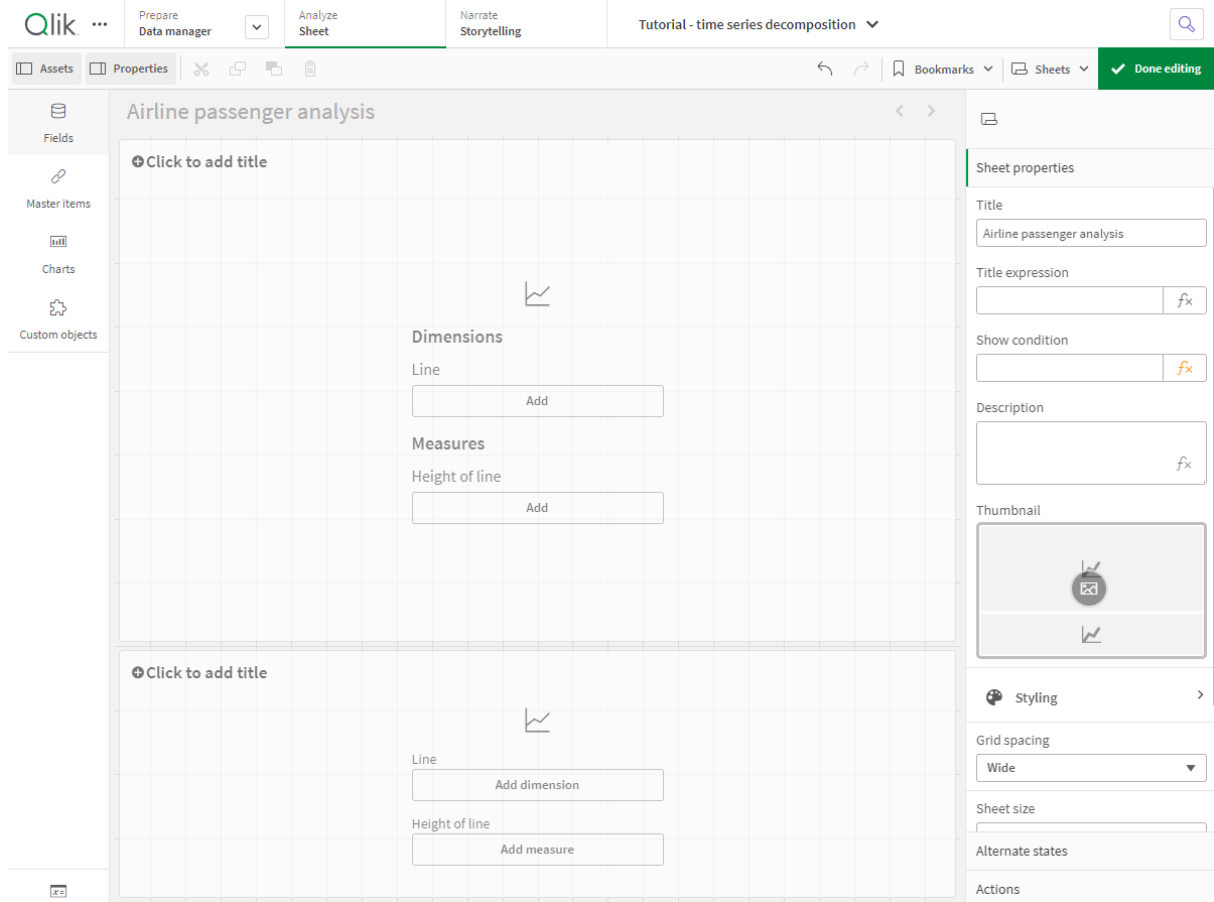 Qlik
Prepare
Data manager
Analyze
Sheet
Narrate
Storytelling
Tutorial - time series decomposition
Assets
Properties
Bookmarks
Sheets
Done editing
Fields
Master items
Charts
Custom objects
Airline passenger analysis
Click to add title
Dimensions
Line
Add
Measures
Height of line
Add
Click to add title
Line
Add dimension
Height of line
Add measure
Sheet properties
Title
Airline passenger analysis
Title expression
fx
Show condition
fx
Description
fx
Thumbnail
Styling
Grid spacing
Wide
Sheet size
Alternate states
Actions
x=